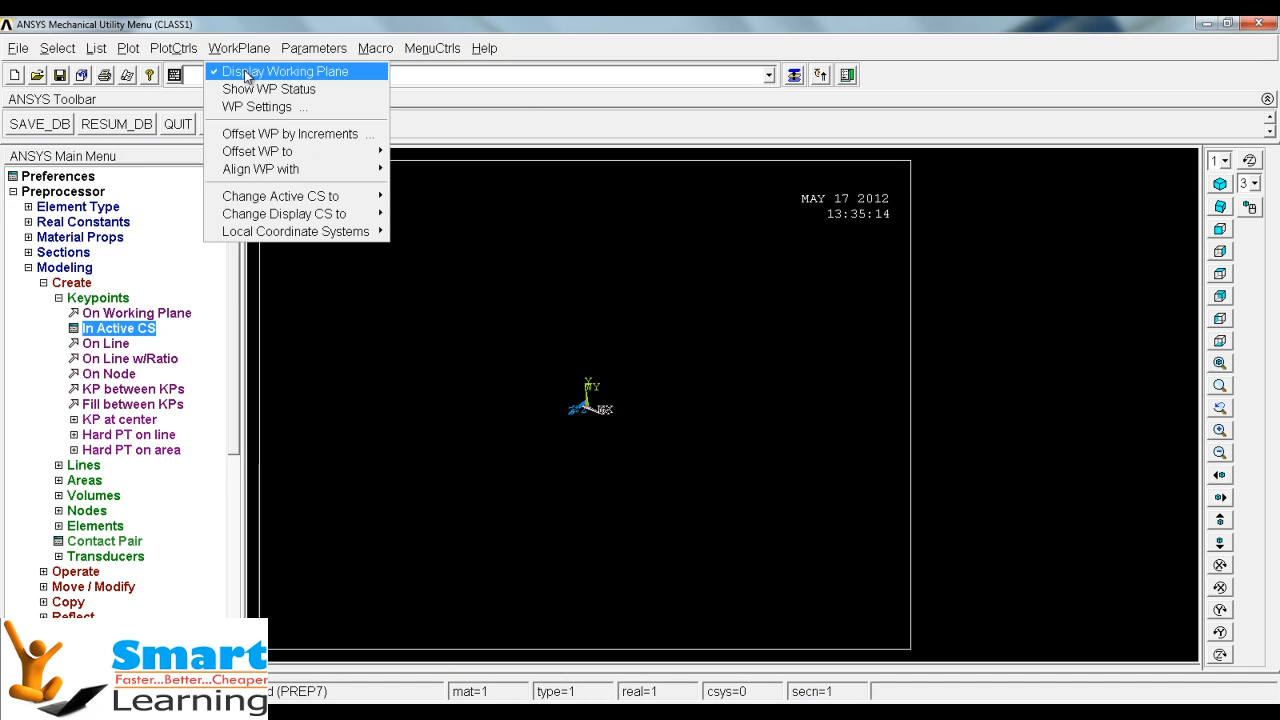 ANSYS Mechanical Utility Menu (CLASS1)
File Select List Plot PlotCtrls WorkPlane Parameters Macro MenuCtrls Help
Display Working Plane
Show WP Status
WP Settings ...
Offset WP by Increments ...
Offset WP to
Align WP with
Change Active CS to
Change Display CS to
Local Coordinate Systems
ANSYS Toolbar
SAVE_DB RESUM_DB QUIT
ANSYS Main Menu
Preferences
Preprocessor
Element Type
Real Constants
Material Props
Sections
Modeling
Create
Keypoints
On Working Plane
In Active CS
On Line
On Line w/Ratio
On Node
KP between KPs
Fill between KPs
KP at center
Hard PT on line
Hard PT on area
Lines
Areas
Volumes
Nodes
Elements
Contact Pair
Transducers
Operate
Move / Modify
Copy
Reflect
MAY 17 2012
13:35:14
Y
1
3
Smart
Faster...Better...Cheaper
Learning
(PREP7) mat=1 type=1 real=1 csys=0 secn=1